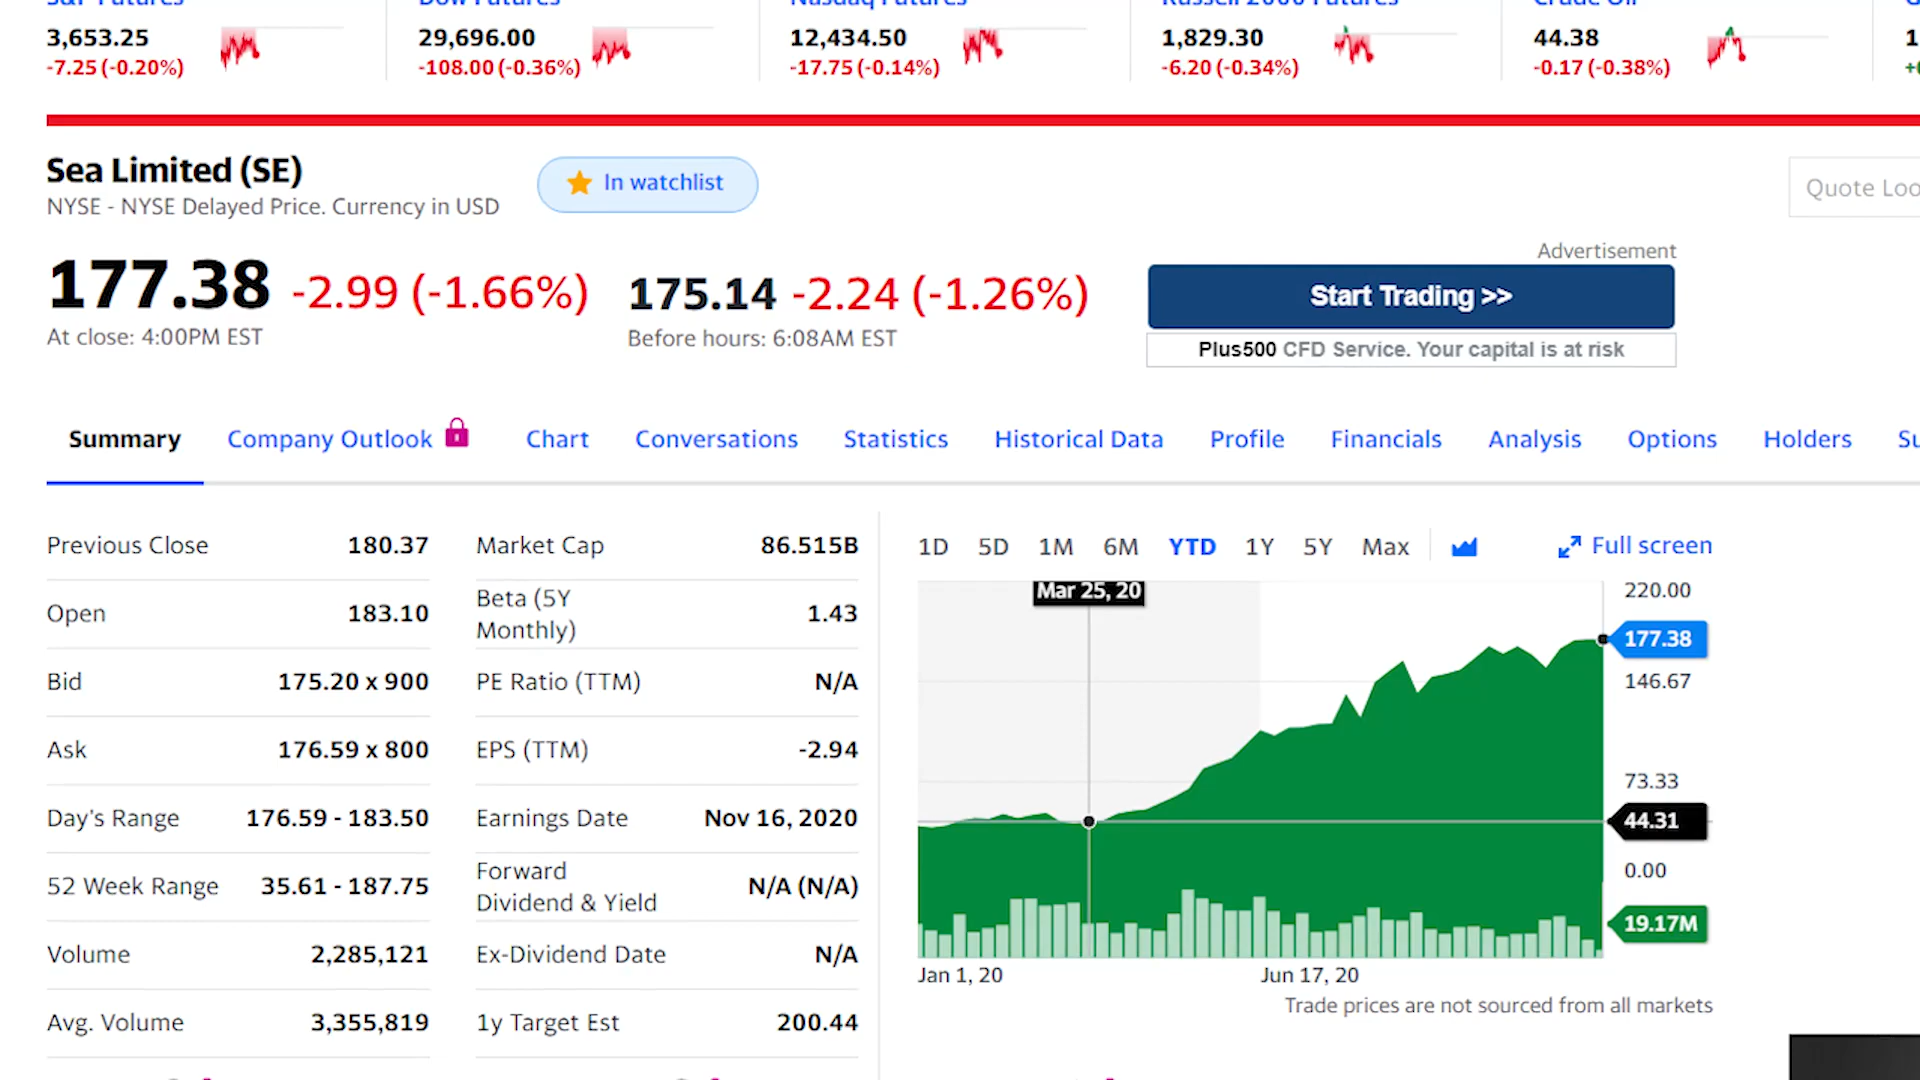 3,653.25
-7.25 (-0.20%)
29,696.00
-108.00 (-0.36%)
12,434.50
-17.75 (-0.14%)
1,829.30
-6.20 (-0.34%)
44.38
-0.17 (-0.38%)
Sea Limited (SE)
NYSE - NYSE Delayed Price. Currency in USD
In watchlist
Quote Loo
177.38 -2.99 (-1.66%)
At close: 4:00PM EST
175.14 -2.24 (-1.26%)
Before hours: 6:08AM EST
Advertisement
Start Trading >>
Plus500 CFD Service. Your capital is at risk
Summary Company Outlook Chart Conversations Statistics Historical Data Profile Financials Analysis Options Holders Su
Previous Close 180.37
Open 183.10
Bid 175.20 x 900
Ask 176.59 x 800
Day's Range 176.59 - 183.50
52 Week Range 35.61 - 187.75
Volume 2,285,121
Avg. Volume 3,355,819
Market Cap 86.515B
Beta (5Y
Monthly) 1.43
PE Ratio (TTM) N/A
EPS (TTM) -2.94
Earnings Date Nov 16, 2020
Forward
Dividend & Yield N/A (N/A)
Ex-Dividend Date N/A
1y Target Est 200.44
1D 5D 1M 6M YTD 1Y 5Y Max Full screen
Mar 25, 20
220.00
177.38
146.67
73.33
44.31
0.00
19.17M
Jan 1, 20 Jun 17, 20
Trade prices are not sourced from all markets